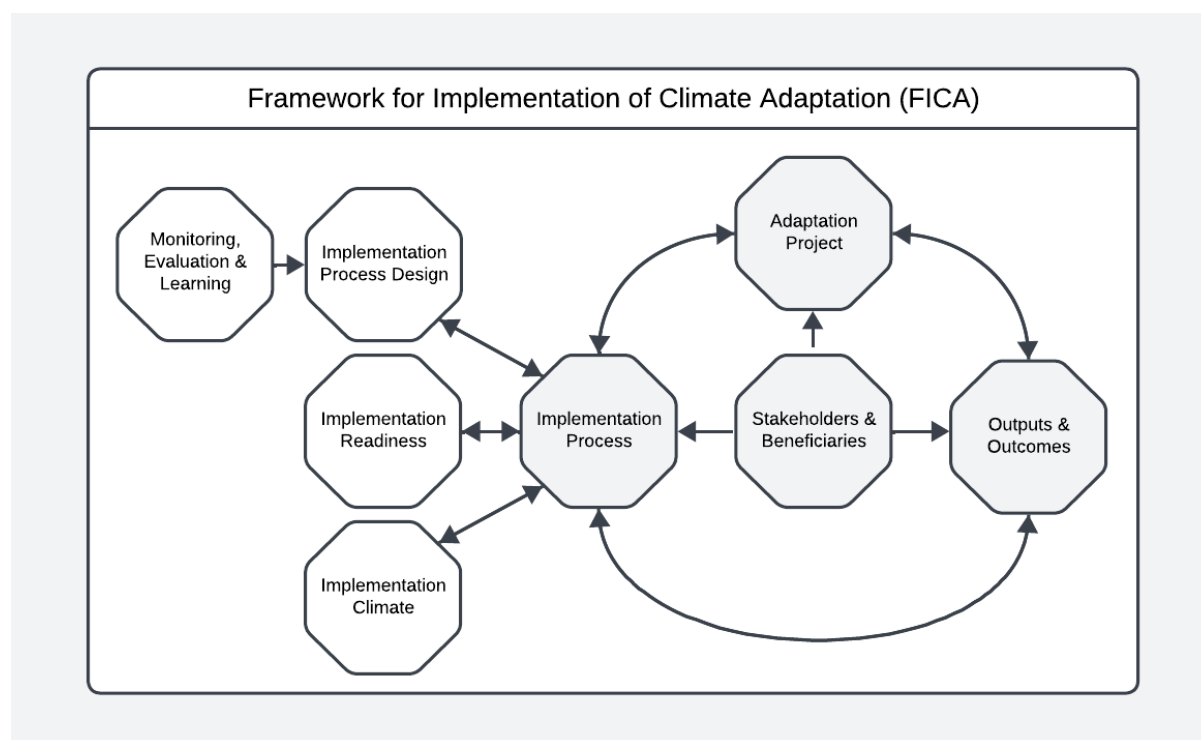 Framework for Implementation of Climate Adaptation (FICA)
Monitoring,
Evaluation &
Learning
Implementation
Process Design
Adaptation
Project
Implementation
Readiness
Implementation
Process
Stakeholders &
Beneficiaries
Outputs &
Outcomes
Implementation
Climate